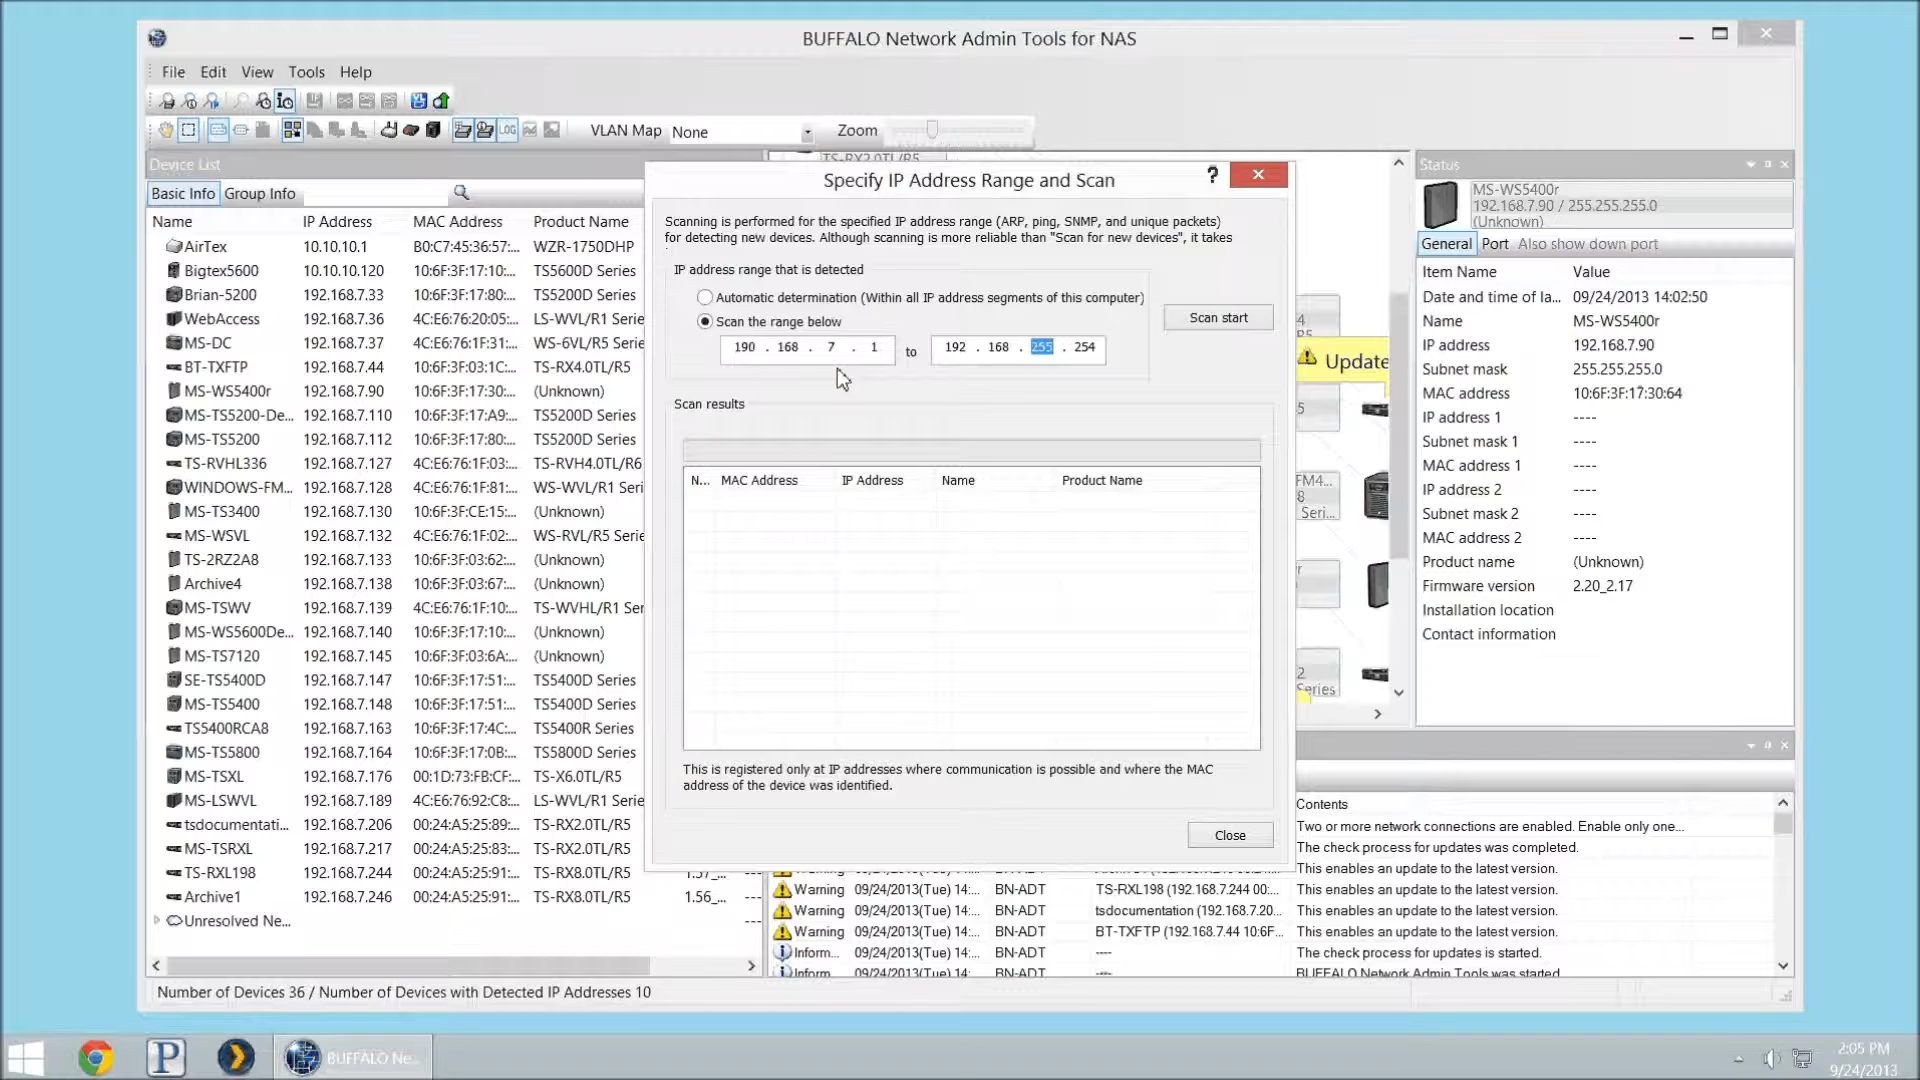 BUFFALO Network Admin Tools for NAS
File Edit View Tools Help
VLAN Map None Zoom
Device List
Basic Info Group Info
Name IP Address MAC Address Product Name
AirTex 10.10.10.1 B0:C7:45:36:57:... WZR-1750DHP
Bigtex5600 10.10.10.120 10:6F:3F:17:10:... TS5600D Series
Brian-5200 192.168.7.33 10:6F:3F:17:80:... TS5200D Series
WebAccess 192.168.7.36 4C:E6:76:20:05:... LS-WVL/R1 Serie
MS-DC 192.168.7.37 4C:E6:76:1F:31:... WS-6VL/R5 Serie
BT-TXFTP 192.168.7.44 10:6F:3F:03:1C:... TS-RX4.0TL/R5
MS-WS5400r 192.168.7.90 10:6F:3F:17:30:... (Unknown)
MS-TS5200-De... 192.168.7.110 10:6F:3F:17:A9:... TS5200D Series
MS-TS5200 192.168.7.112 10:6F:3F:17:80:... TS5200D Series
TS-RVHL336 192.168.7.127 4C:E6:76:1F:03:... TS-RVH4.0TL/R6
WINDOWS-FM... 192.168.7.128 4C:E6:76:1F:81:... WS-WVL/R1 Seri
MS-TS3400 192.168.7.130 10:6F:3F:CE:15:... (Unknown)
MS-WSVL 192.168.7.132 4C:E6:76:1F:02:... WS-RVL/R5 Serie
TS-2RZ2A8 192.168.7.133 10:6F:3F:03:62:... (Unknown)
Archive4 192.168.7.138 10:6F:3F:03:67:... (Unknown)
MS-TSWV 192.168.7.139 4C:E6:76:1F:10:... TS-WVHL/R1 Ser
MS-WS5600De... 192.168.7.140 10:6F:3F:17:10:... (Unknown)
MS-TS7120 192.168.7.145 10:6F:3F:03:6A:... (Unknown)
SE-TS5400D 192.168.7.147 10:6F:3F:17:51:... TS5400D Series
MS-TS5400 192.168.7.148 10:6F:3F:17:51:... TS5400D Series
TS5400RCA8 192.168.7.163 10:6F:3F:17:4C:... TS5400R Series
MS-TS5800 192.168.7.164 10:6F:3F:17:0B:... TS5800D Series
MS-TSXL 192.168.7.176 00:1D:73:FB:CF:... TS-X6.0TL/R5
MS-LSWVL 192.168.7.189 4C:E6:76:92:C8:... LS-WVL/R1 Serie
tsdocumentati... 192.168.7.206 00:24:A5:25:89:... TS-RX2.0TL/R5
MS-TSRXL 192.168.7.217 00:24:A5:25:83:... TS-RX2.0TL/R5
TS-RXL198 192.168.7.244 00:24:A5:25:91:... TS-RX8.0TL/R5 1.57_... ---
Archive1 192.168.7.246 00:24:A5:25:91:... TS-RX8.0TL/R5 1.56_... ---
Unresolved Ne... ---
Number of Devices 36 / Number of Devices with Detected IP Addresses 10
TS-RX2.0TL/R5
Specify IP Address Range and Scan
Scanning is performed for the specified IP address range (ARP, ping, SNMP, and unique packets)
for detecting new devices. Although scanning is more reliable than "Scan for new devices", it takes
IP address range that is detected
Automatic determination (Within all IP address segments of this computer)
Scan the range below
Scan start
190 . 168 . 7 . 1 to 192 . 168 . 255 . 254
Scan results
N... MAC Address IP Address Name Product Name
This is registered only at IP addresses where communication is possible and where the MAC
address of the device was identified.
Close
Update
FM4...
8
Seri...
2
Series
Status
MS-WS5400r
192.168.7.90 / 255.255.255.0
(Unknown)
General Port Also show down port
Item Name Value
Date and time of la... 09/24/2013 14:02:50
Name MS-WS5400r
IP address 192.168.7.90
Subnet mask 255.255.255.0
MAC address 10:6F:3F:17:30:64
IP address 1 ----
Subnet mask 1 ----
MAC address 1 ----
IP address 2 ----
Subnet mask 2 ----
MAC address 2 ----
Product name (Unknown)
Firmware version 2.20_2.17
Installation location
Contact information
Contents
Two or more network connections are enabled. Enable only one...
The check process for updates was completed.
This enables an update to the latest version.
Warning 09/24/2013(Tue) 14:... BN-ADT TS-RXL198 (192.168.7.244 00:... This enables an update to the latest version.
Warning 09/24/2013(Tue) 14:... BN-ADT tsdocumentation (192.168.7.20... This enables an update to the latest version.
Warning 09/24/2013(Tue) 14:... BN-ADT BT-TXFTP (192.168.7.44 10:6F... This enables an update to the latest version.
Inform... 09/24/2013(Tue) 14:... BN-ADT ---- The check process for updates is started.
Inform 09/24/2013(Tue) 14:... BN-ADT ---- BUFFALO Network Admin Tools was started
BUFFALO Ne...
2:05 PM
9/24/2013